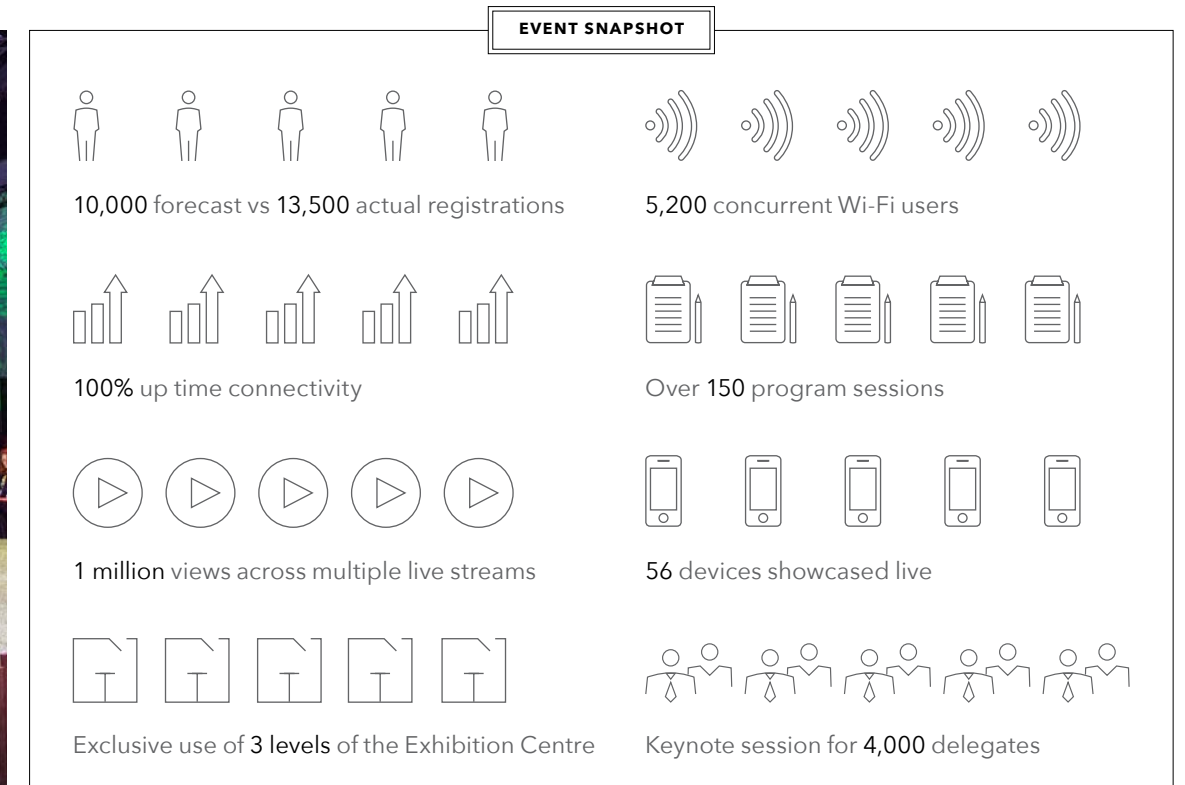 EVENT SNAPSHOT
10,000 forecast vs 13,500 actual registrations
5,200 concurrent Wi-Fi users
100% up time connectivity
Over 150 program sessions
1 million views across multiple live streams
56 devices showcased live
Exclusive use of 3 levels of the Exhibition Centre
Keynote session for 4,000 delegates